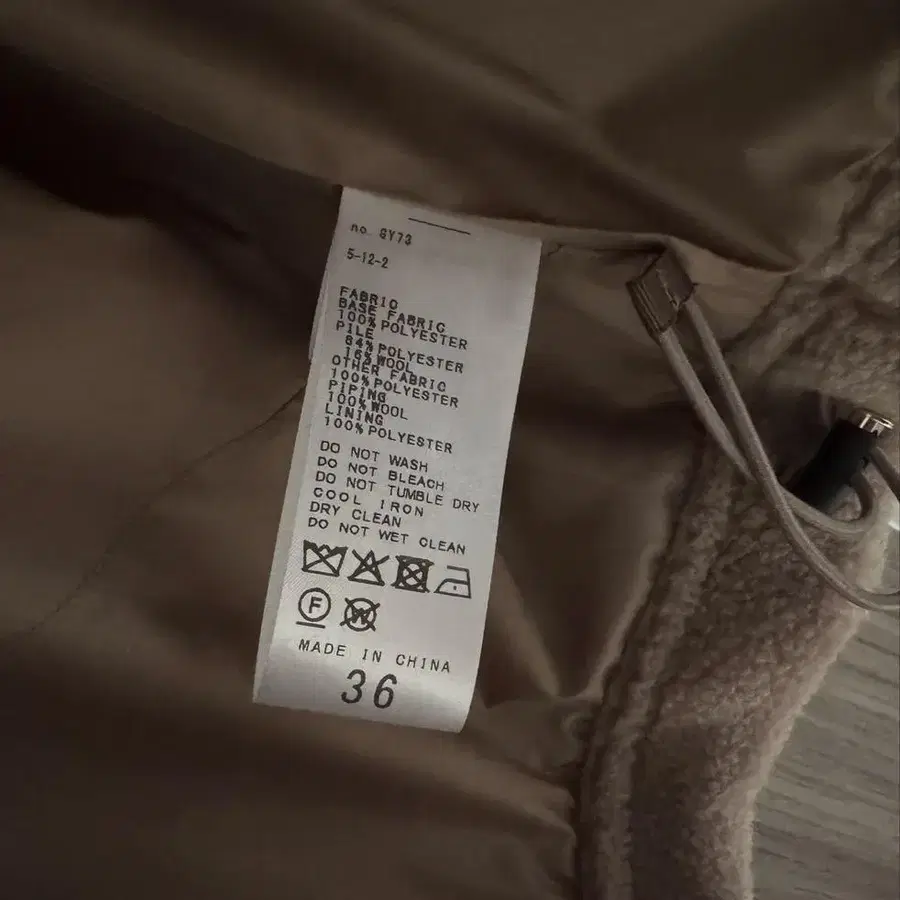 no. GY73
5-12-2
FABRIC
BASE FABRIC
100% POLYESTER
PILE
84% POLYESTER
16% WOOL
OTHER FABRIC
100% POLYESTER
PIPING
100% WOOL
LINING
100% POLYESTER
DO NOT WASH
DO NOT BLEACH
DO NOT TUMBLE DRY
COOL IRON
DRY CLEAN
DO NOT WET CLEAN
F W
MADE IN CHINA
36